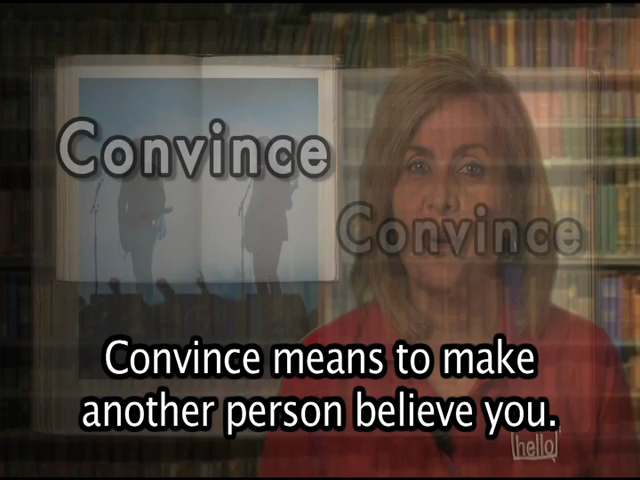 Convince
Convince
Convince means to make
another person believe you.
hello